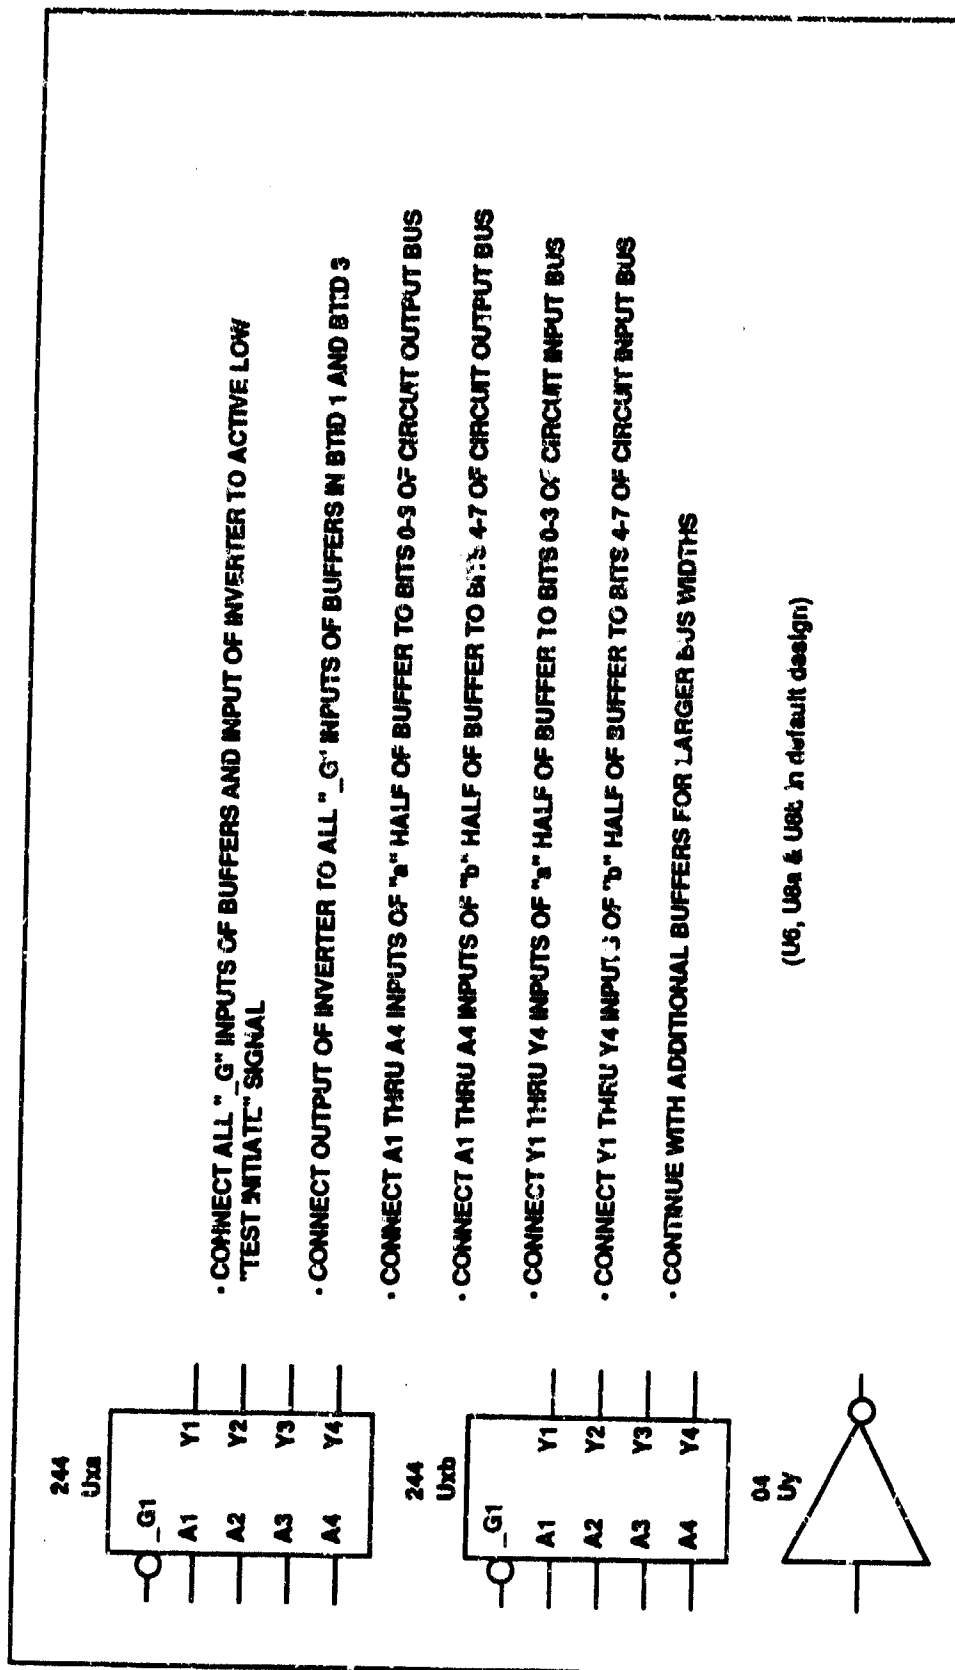 244
Uxa
_G1
A1 Y1
A2 Y2
A3 Y3
A4 Y4
244
Uxb
_G1
A1 Y1
A2 Y2
A3 Y3
A4 Y4
04
Uy
• CONNECT ALL "_G" INPUTS OF BUFFERS AND INPUT OF INVERTER TO ACTIVE LOW
"TEST INITIATE" SIGNAL
• CONNECT OUTPUT OF INVERTER TO ALL "_G" INPUTS OF BUFFERS IN BTID 1 AND BTID 3
• CONNECT A1 THRU A4 INPUTS OF "a" HALF OF BUFFER TO BITS 0-3 OF CIRCUIT OUTPUT BUS
• CONNECT A1 THRU A4 INPUTS OF "b" HALF OF BUFFER TO BITS 4-7 OF CIRCUIT OUTPUT BUS
• CONNECT Y1 THRU Y4 INPUTS OF "a" HALF OF BUFFER TO BITS 0-3 OF CIRCUIT INPUT BUS
• CONNECT Y1 THRU Y4 INPUTS OF "b" HALF OF BUFFER TO BITS 4-7 OF CIRCUIT INPUT BUS
• CONTINUE WITH ADDITIONAL BUFFERS FOR LARGER BUS WIDTHS
(U6, U8a & U8b in default design)